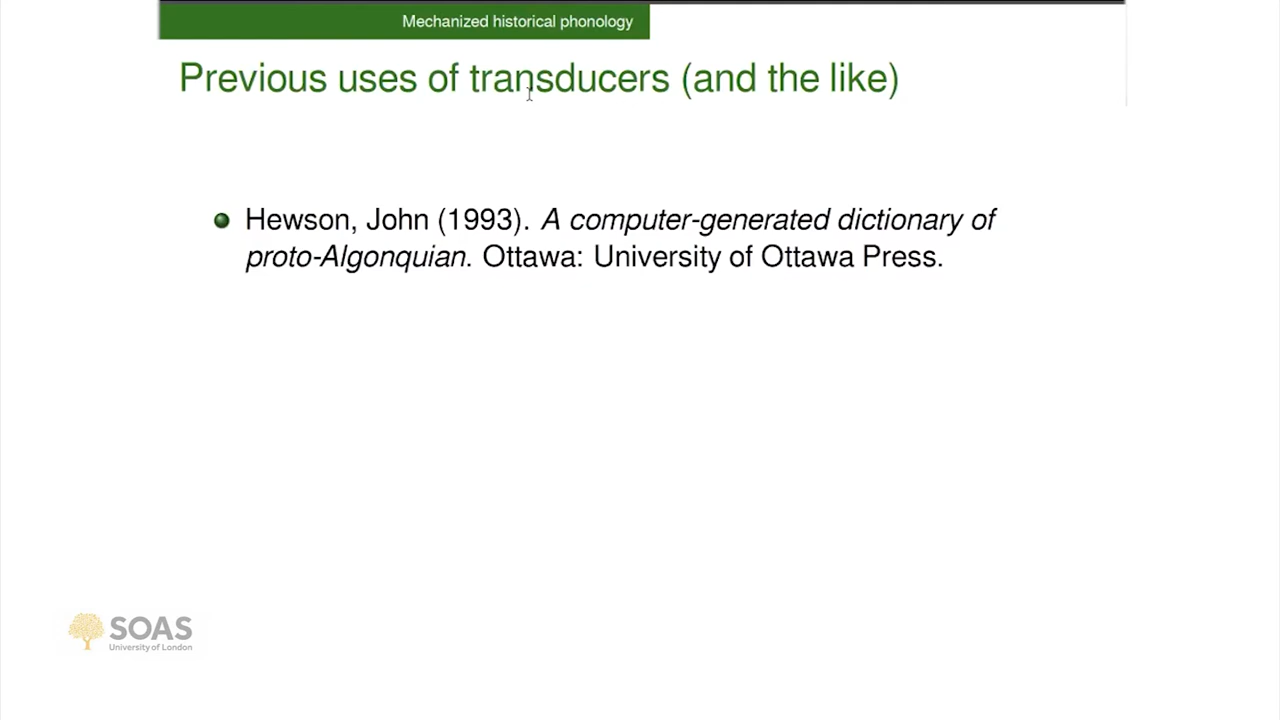 Mechanized historical phonology
Previous uses of transducers (and the like)
Hewson, John (1993). A computer-generated dictionary of
proto-Algonquian. Ottawa: University of Ottawa Press.
SOAS
University of London